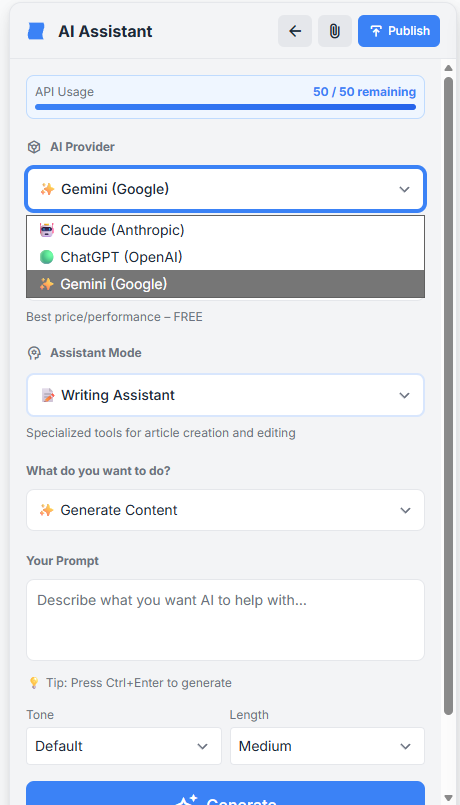 AI Assistant
Publish
API Usage 50 / 50 remaining
AI Provider
Gemini (Google)
Claude (Anthropic)
ChatGPT (OpenAI)
Gemini (Google)
Best price/performance – FREE
Assistant Mode
Writing Assistant
Specialized tools for article creation and editing
What do you want to do?
Generate Content
Your Prompt
Describe what you want AI to help with...
Tip: Press Ctrl+Enter to generate
Tone Length
Default Medium
Generate